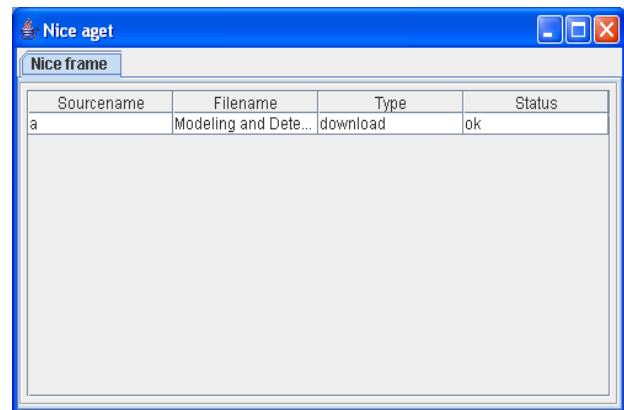 Nice aget
Nice frame
Sourcename Filename Type Status
a Modeling and Dete... download ok